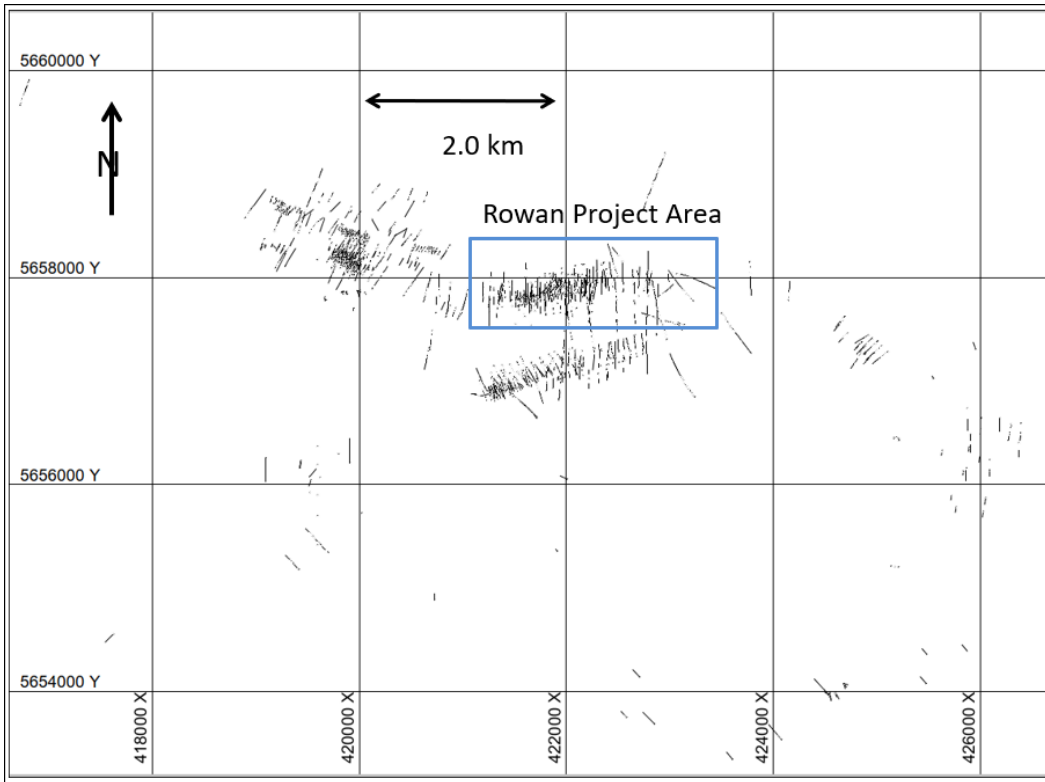 5660000 Y
N
2.0 km
Rowan Project Area
5658000 Y
5656000 Y
5654000 Y
418000 X
420000 X
422000 X
424000 X
426000 X